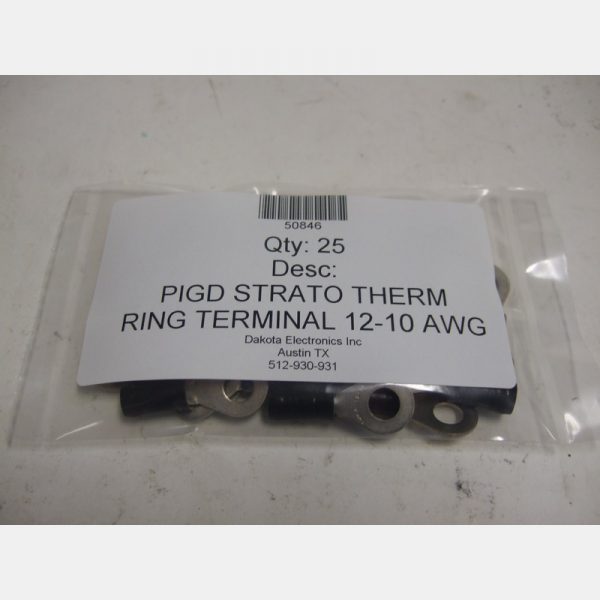 50846
Qty: 25
Desc:
PIGD STRATO THERM
RING TERMINAL 12-10 AWG
Dakota Electronics Inc
Austin TX
512-930-931